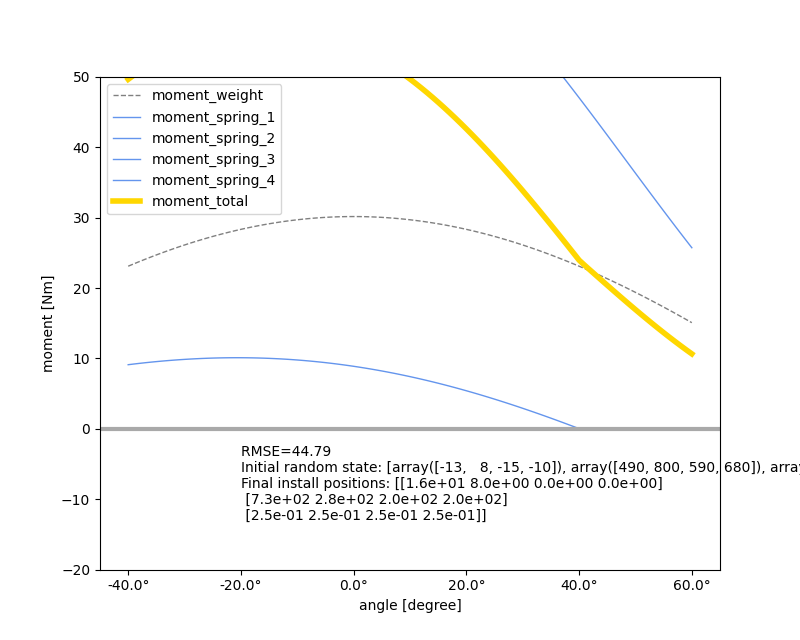 50
40
30
20
10
0
−10
−20
moment [Nm]
moment_weight
moment_spring_1
moment_spring_2
moment_spring_3
moment_spring_4
moment_total
RMSE=44.79
Initial random state: [array([-13,   8, -15, -10]), array([490, 800, 590, 680]), array
Final install positions: [[1.6e+01 8.0e+00 0.0e+00 0.0e+00]
[7.3e+02 2.8e+02 2.0e+02 2.0e+02]
[2.5e-01 2.5e-01 2.5e-01 2.5e-01]]
-40.0° -20.0° 0.0° 20.0° 40.0° 60.0°
angle [degree]